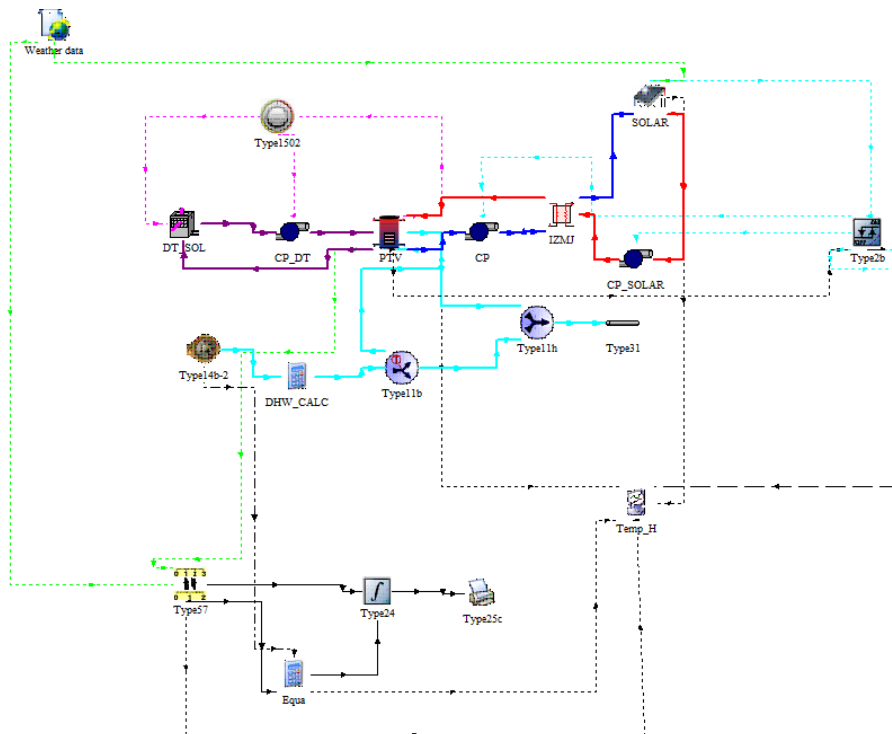 Weather data
SOLAR
Type1502
DT_SOL
CP_DT
PTV
CP
IZMJ
CP_SOLAR
Type2b
Type14b-2
DHW_CALC
Type11b
Type11h
Type31
Temp_H
Type57
Type24
Type25c
Equa